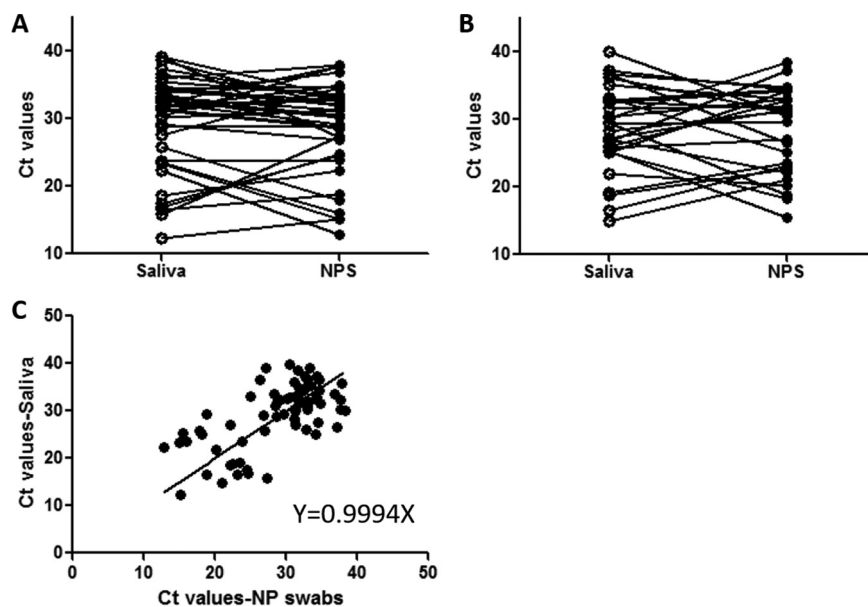 A
Ct values
40
30
20
10
Saliva
NPS
B
Ct values
40
30
20
10
Saliva
NPS
C
Ct values-Saliva
50
40
30
20
10
0
Y=0.9994X
0 10 20 30 40 50
Ct values-NP swabs